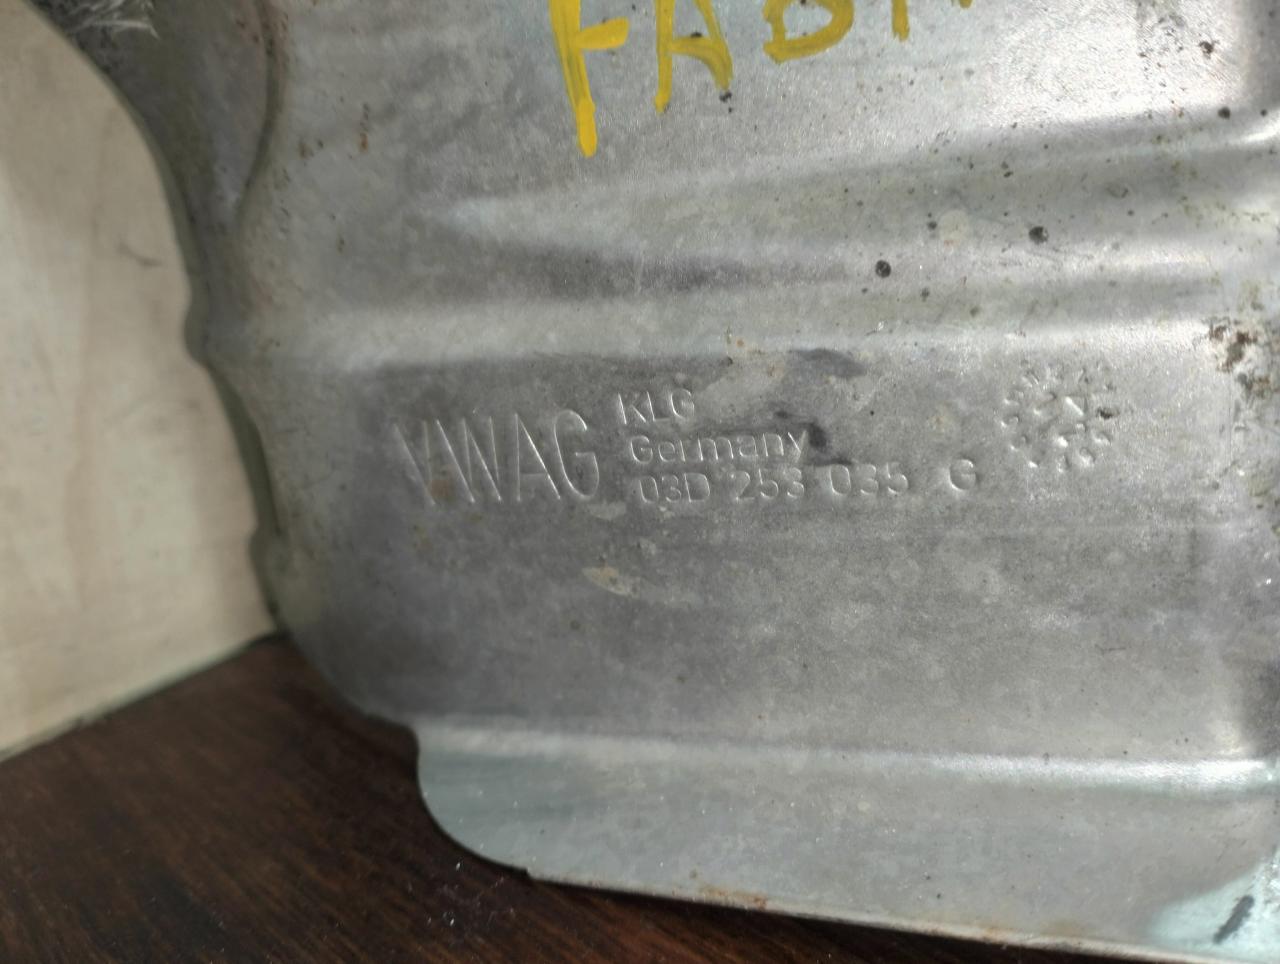 FABI
VWAG
KLG
Germany
03D 253 035 G